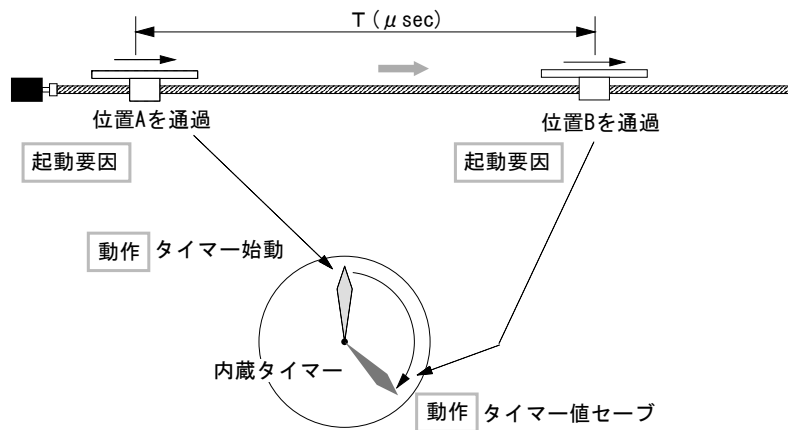 T（μsec）
位置Aを通過
位置Bを通過
起動要因
起動要因
動作 タイマー始動
内蔵タイマー
動作 タイマー値セーブ